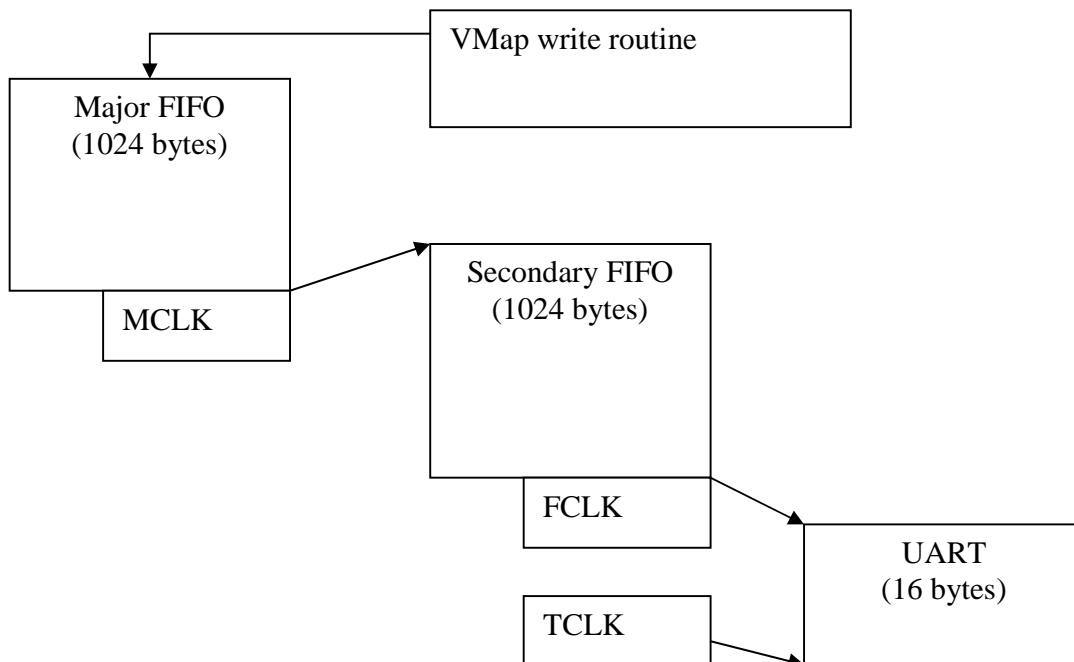 VMap write routine
Major FIFO
(1024 bytes)
MCLK
Secondary FIFO
(1024 bytes)
FCLK
UART
(16 bytes)
TCLK